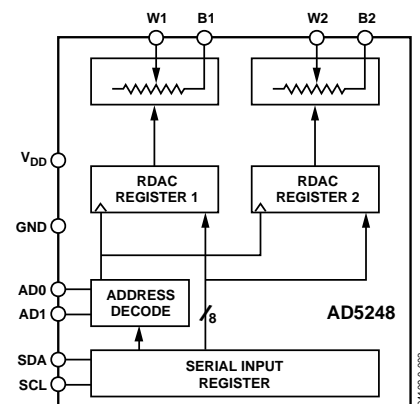 W1 B1 W2 B2
V_DD
RDAC
REGISTER 1
RDAC
REGISTER 2
GND
AD0
AD1
ADDRESS
DECODE
8
AD5248
SDA
SCL
SERIAL INPUT
REGISTER